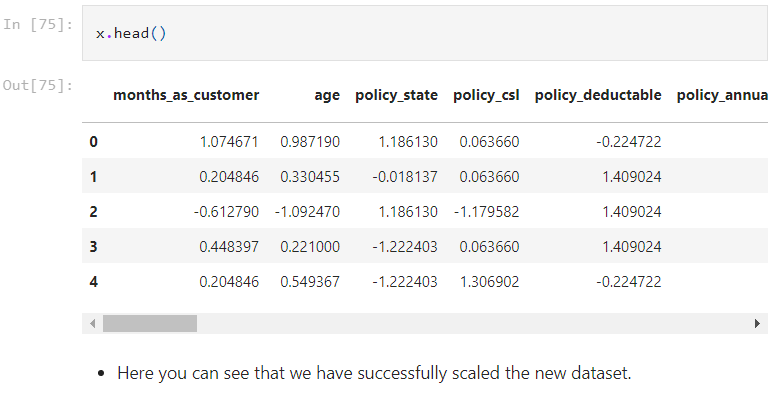 In [75]: x.head()
Out[75]:
months_as_customer age policy_state policy_csl policy_deductable policy_annua
0 1.074671 0.987190 1.186130 0.063660 -0.224722
1 0.204846 0.330455 -0.018137 0.063660 1.409024
2 -0.612790 -1.092470 1.186130 -1.179582 1.409024
3 0.448397 0.221000 -1.222403 0.063660 1.409024
4 0.204846 0.549367 -1.222403 1.306902 -0.224722
• Here you can see that we have successfully scaled the new dataset.